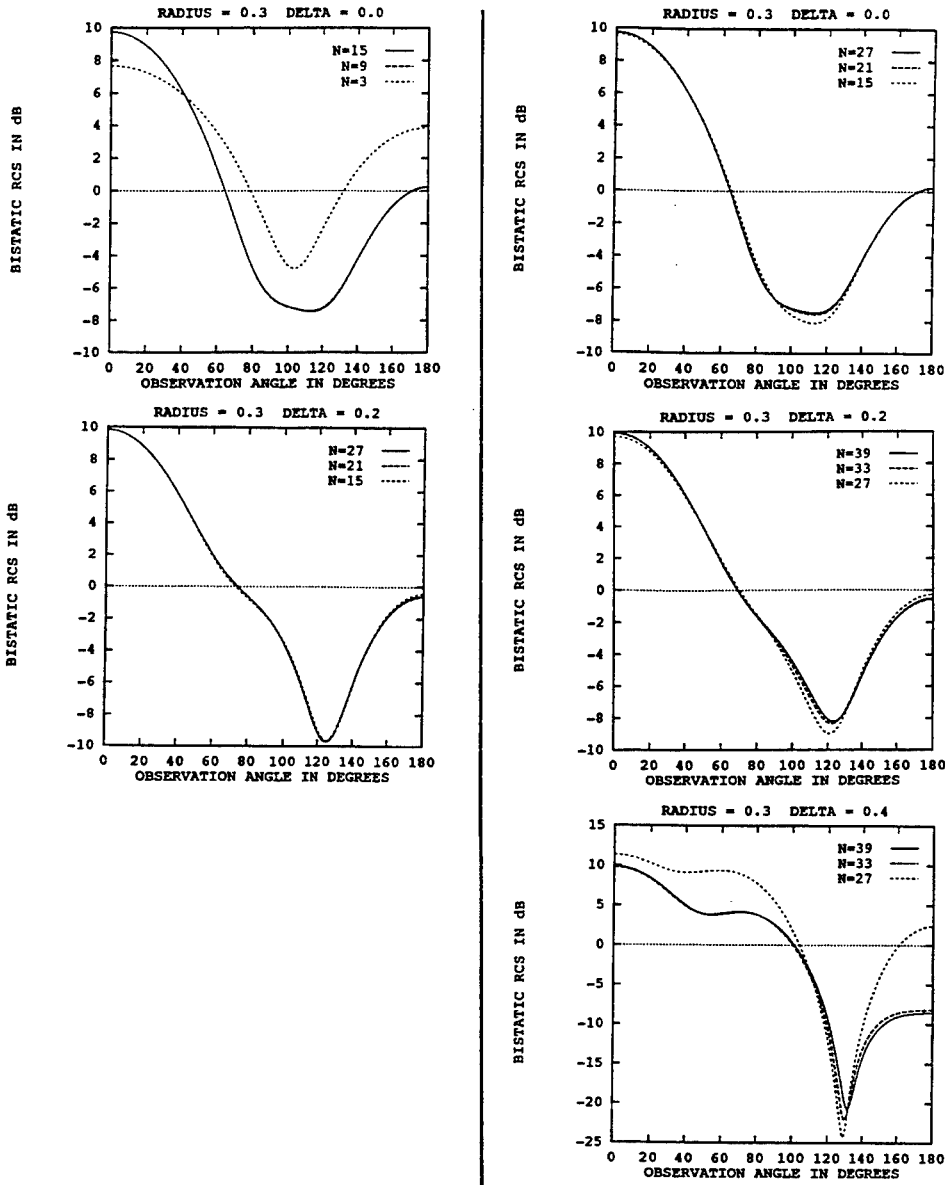 RADIUS = 0.3 DELTA = 0.0
BISTATIC RCS IN dB
10
8
6
4
2
0
-2
-4
-6
-8
-10
N=15
N=9
N=3
0 20 40 60 80 100 120 140 160 180
OBSERVATION ANGLE IN DEGREES
RADIUS = 0.3 DELTA = 0.2
BISTATIC RCS IN dB
10
8
6
4
2
0
-2
-4
-6
-8
-10
N=27
N=21
N=15
0 20 40 60 80 100 120 140 160 180
OBSERVATION ANGLE IN DEGREES
RADIUS = 0.3 DELTA = 0.0
BISTATIC RCS IN dB
10
8
6
4
2
0
-2
-4
-6
-8
-10
N=27
N=21
N=15
0 20 40 60 80 100 120 140 160 180
OBSERVATION ANGLE IN DEGREES
RADIUS = 0.3 DELTA = 0.2
BISTATIC RCS IN dB
10
8
6
4
2
0
-2
-4
-6
-8
-10
N=39
N=33
N=27
0 20 40 60 80 100 120 140 160 180
OBSERVATION ANGLE IN DEGREES
RADIUS = 0.3 DELTA = 0.4
BISTATIC RCS IN dB
15
10
5
0
-5
-10
-15
-20
-25
N=39
N=33
N=27
0 20 40 60 80 100 120 140 160 180
OBSERVATION ANGLE IN DEGREES